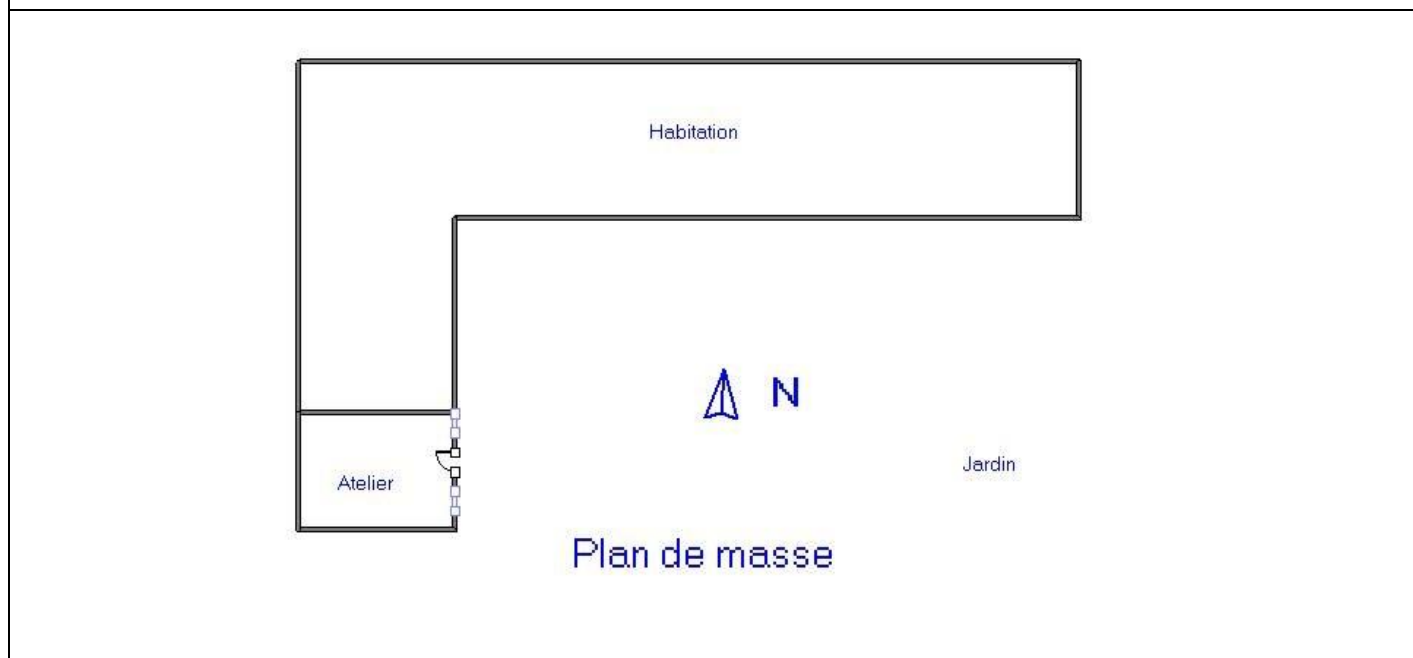 Habitation
N
Jardin
Atelier
Plan de masse